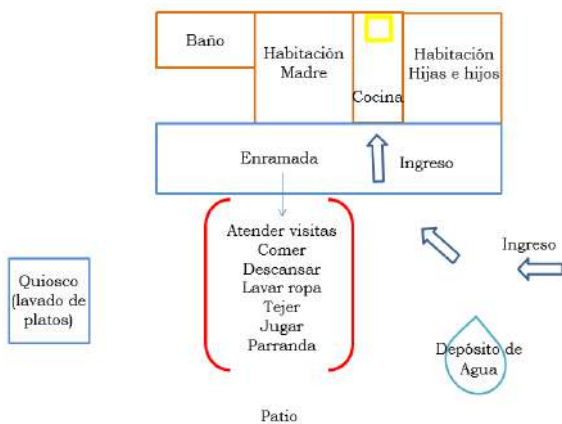 Baño
Habitación
Madre
Cocina
Habitación
Hijas e hijos
Enramada
Ingreso
Atender visitas
Comer
Descansar
Lavar ropa
Tejer
Jugar
Parranda
Ingreso
Quiosco
(lavado de
platos)
Depósito de
Agua
Patio